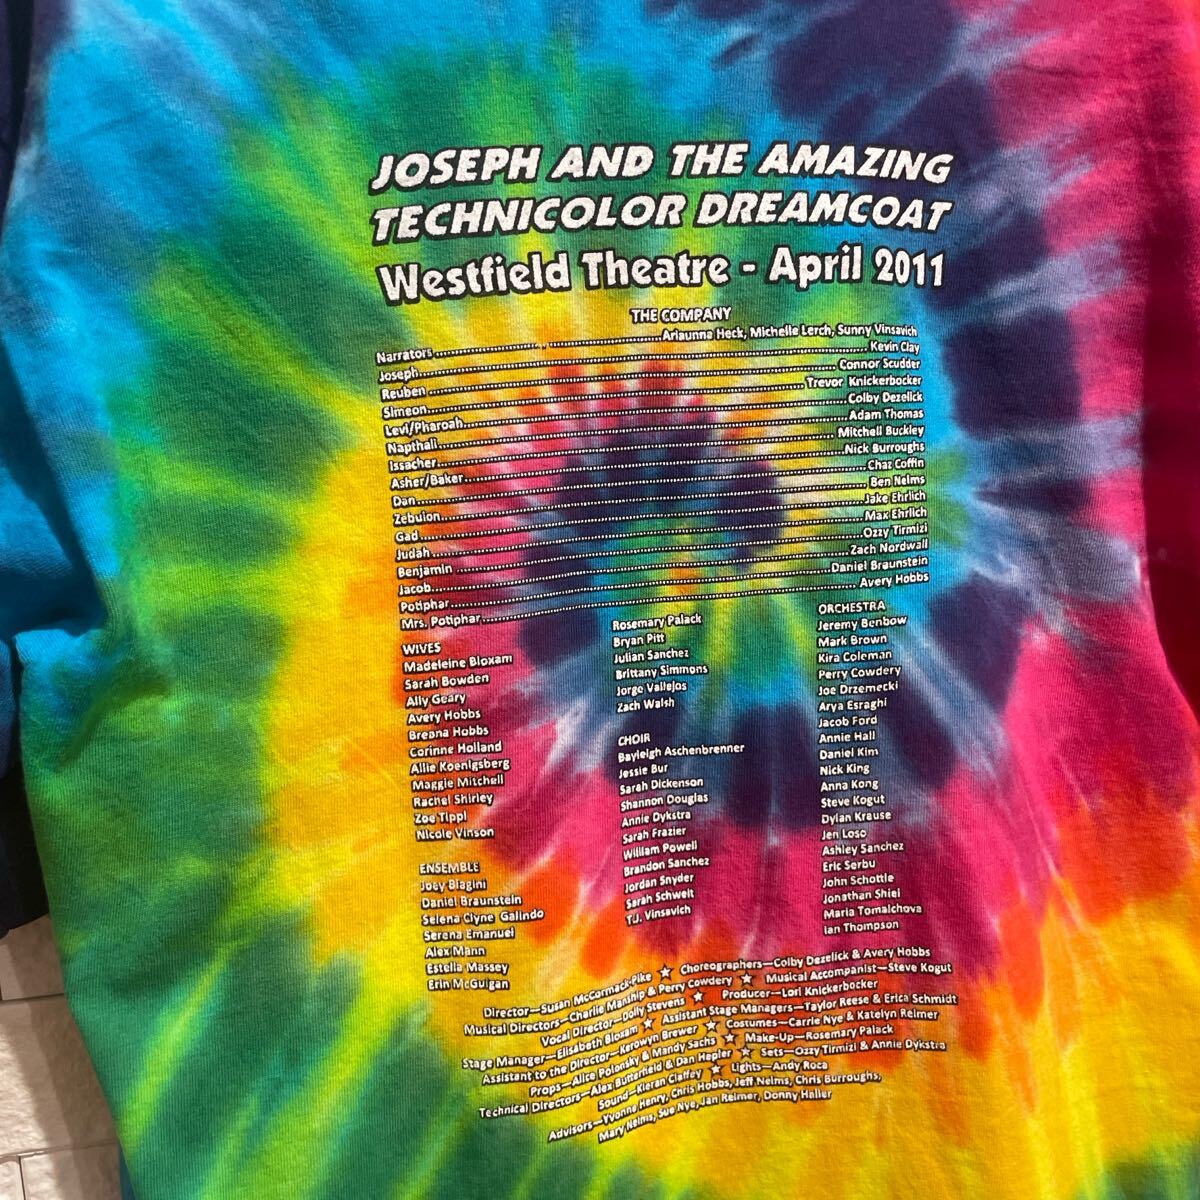 JOSEPH AND THE AMAZING
TECHNICOLOR DREAMCOAT
Westfield Theatre - April 2011
THE COMPANY
Narrators Ariaunna Heck, Michelle Lerch, Sunny Vinsavich
Joseph Kevin Clay
Reuben Connor Scudder
Simeon Trevor Knickerbocker
Levi/Pharoah Colby Dezelick
Napthali Adam Thomas
Issacher Mitchell Buckley
Asher/Baker Nick Burroughs
Dan Chaz Coffin
Zebulon Ben Nelms
Gad Jake Ehrlich
Judah Max Ehrlich
Benjamin Ozzy Tirmizi
Jacob Zach Nordwall
Potiphar Daniel Braunstein
Mrs. Potiphar Avery Hobbs
WIVES
Madeleine Bloxam
Sarah Bowden
Ally Geary
Avery Hobbs
Breana Hobbs
Corinne Holland
Allie Koenigsberg
Maggie Mitchell
Rachel Shirley
Zoe Tippl
Nicole Vinson
ENSEMBLE
Joey Biagini
Daniel Braunstein
Selena Clyne Galindo
Serena Emanuel
Alex Mann
Estella Massey
Erin McGuigan
Rosemary Palack
Bryan Pitt
Julian Sanchez
Brittany Simmons
Jorge Vallejos
Zach Walsh
CHOIR
Bayleigh Aschenbrenner
Jessie Bur
Sarah Dickenson
Shannon Douglas
Annie Dykstra
Sarah Frazier
William Powell
Brandon Sanchez
Jordan Snyder
Sarah Schweit
T.J. Vinsavich
ORCHESTRA
Jeremy Benbow
Mark Brown
Kira Coleman
Perry Cowdery
Joe Drzemecki
Arya Esraghi
Jacob Ford
Annie Hall
Daniel Kim
Nick King
Anna Kong
Steve Kogut
Dylan Krause
Jen Loso
Ashley Sanchez
Eric Serbu
John Schottle
Jonathan Shiel
Maria Tomalchova
Ian Thompson
Director—Susan McCormack-Pike ★ Choreographers—Colby Dezelick & Avery Hobbs
Musical Directors—Charlie Manship & Perry Cowdery ★ Musical Accompanist—Steve Kogut
Vocal Director—Dolly Stevens ★ Producer—Lori Knickerbocker
Stage Manager—Elisabeth Bloxam ★ Assistant Stage Managers—Taylor Reese & Erica Schmidt
Assistant to the Director—Kerowyn Brewer ★ Costumes—Carrie Nye & Katelyn Reimer
Props—Alice Polonsky & Mandy Sachs ★ Make-Up—Rosemary Palack
Technical Directors—Alex Butterfield & Dan Hepler ★ Sets—Ozzy Tirmizi & Annie Dykstra
Sound—Kieran Claffey ★ Lights—Andy Roca
Advisors—Yvonne Henry, Chris Hobbs, Jeff Nelms, Chris Burroughs,
Mary Nelms, Sue Nye, Jan Reimer, Donny Haller